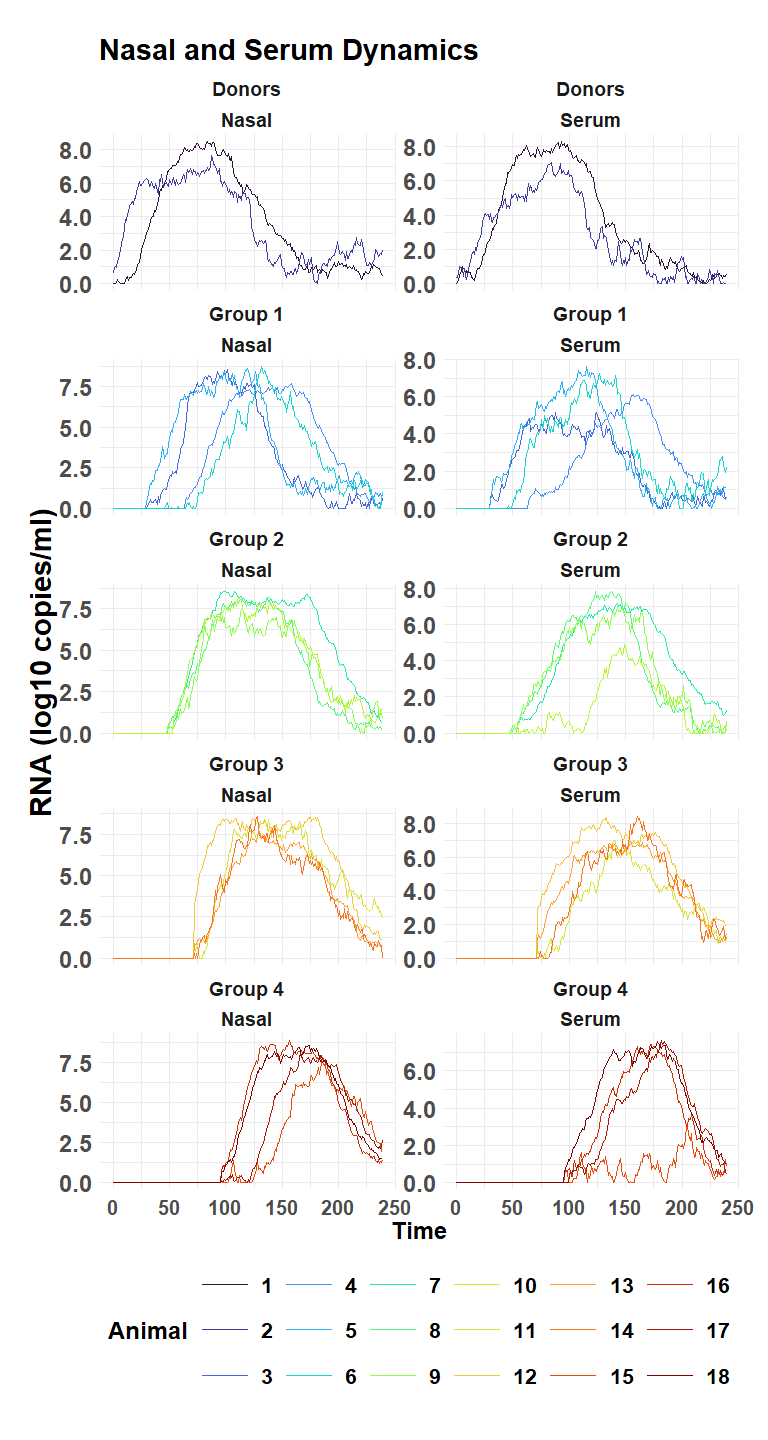 Nasal and Serum Dynamics
Donors Donors
Nasal Serum
8.0 8.0
6.0 6.0
4.0 4.0
2.0 2.0
0.0 0.0
Group 1 Group 1
Nasal Serum
8.0
7.5 6.0
5.0 4.0
2.5 2.0
0.0 0.0
Group 2 Group 2
Nasal Serum
8.0
7.5 6.0
5.0 4.0
2.5 2.0
0.0 0.0
RNA (log10 copies/ml)
Group 3 Group 3
Nasal Serum
8.0
7.5 6.0
5.0 4.0
2.5 2.0
0.0 0.0
Group 4 Group 4
Nasal Serum
7.5 6.0
5.0 4.0
2.5 2.0
0.0 0.0
0 50 100 150 200 250 0 50 100 150 200 250
Time
1 4 7 10 13 16
Animal 2 5 8 11 14 17
3 6 9 12 15 18